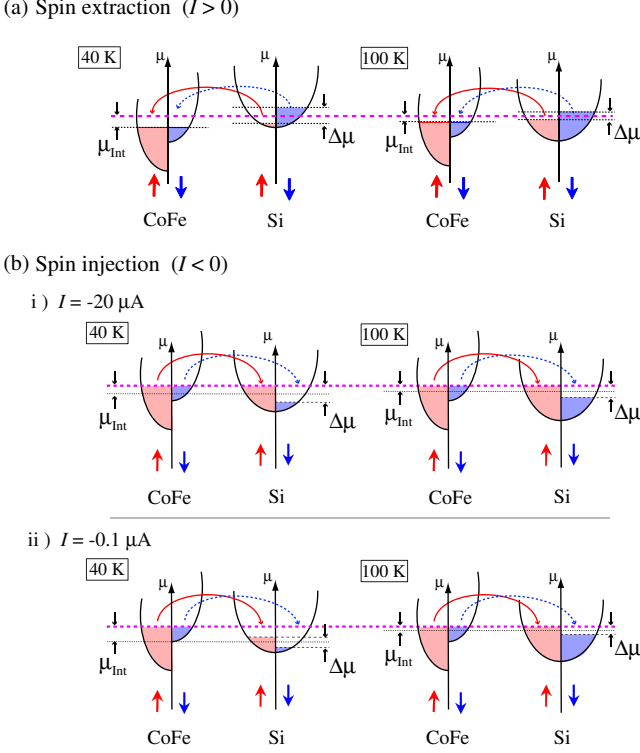 (a) Spin extraction (I > 0)
40 K μ μ 100 K μ μ
μInt Δμ μInt Δμ
CoFe Si CoFe Si
(b) Spin injection (I < 0)
i ) I = -20 μA
40 K μ μ 100 K μ μ
μInt Δμ μInt Δμ
CoFe Si CoFe Si
ii ) I = -0.1 μA
40 K μ μ 100 K μ μ
μInt Δμ μInt Δμ
CoFe Si CoFe Si